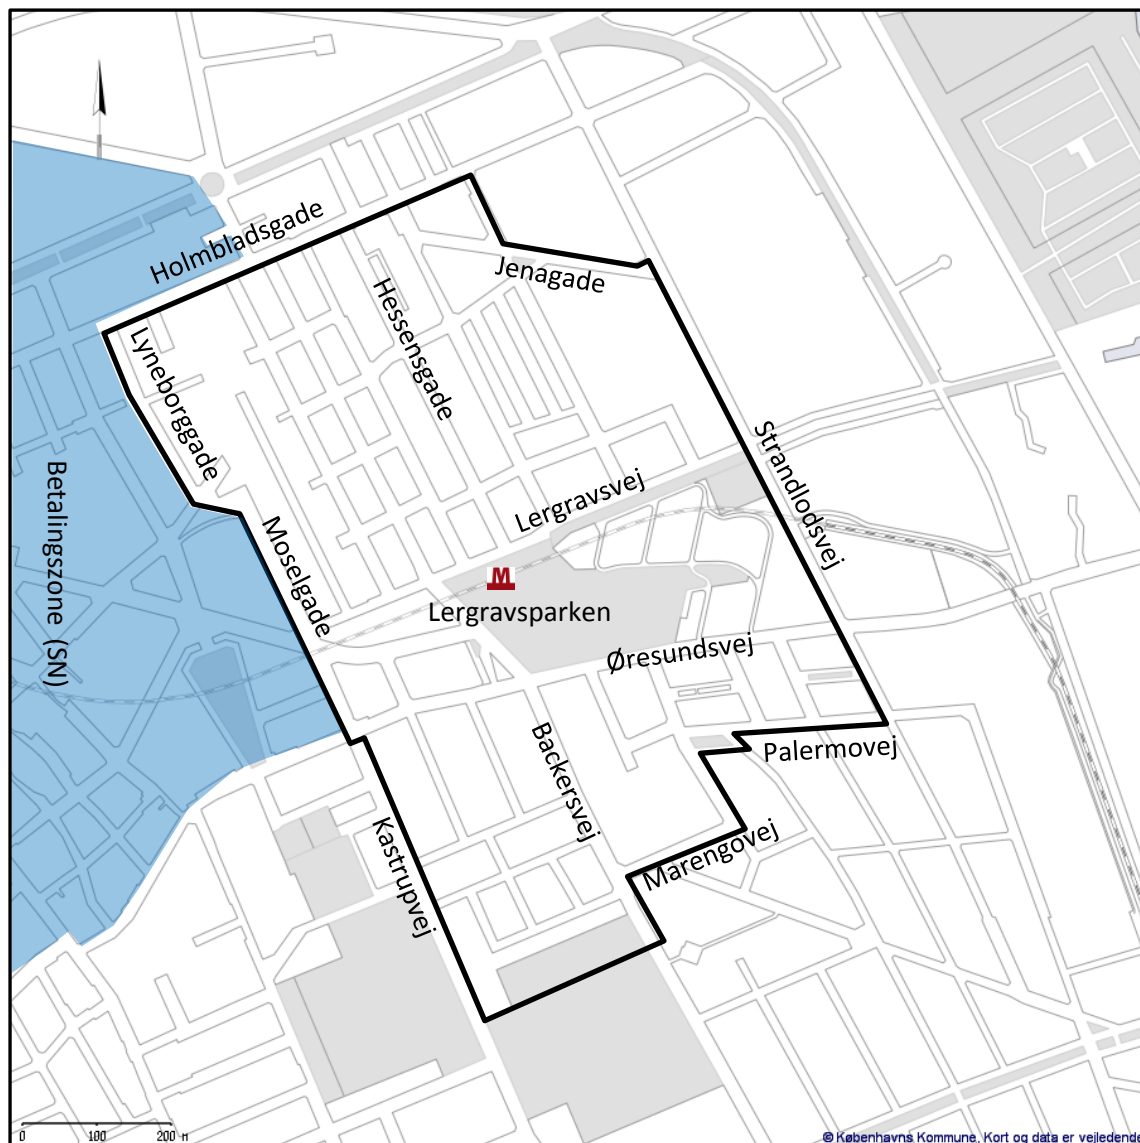 Holmbladsgade
Jenagade
Hessensgade
Lyneborggade
Betalingszone (SN)
Strandlodsvej
Lergravsvej
Moselgade
M
Lergravsparken
Øresundsvej
Backersvej
Palermovej
Kastrupvej
Marengovej
0 100 200 m
© Københavns Kommune, Kort og data er vejledende